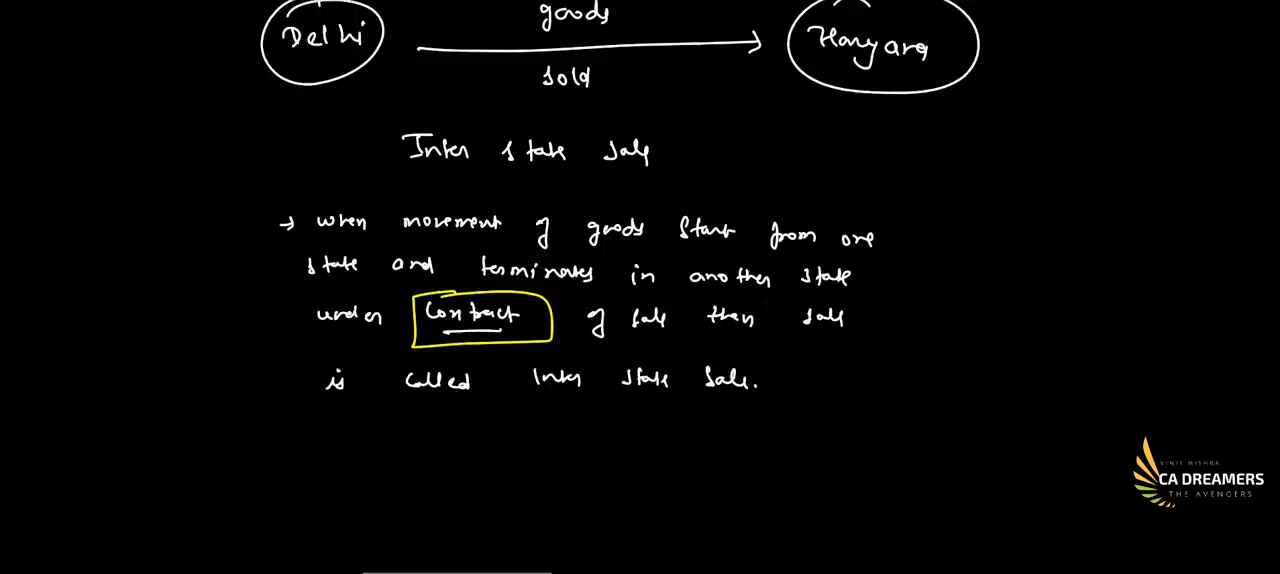 Delhi goods Haryana
sold
Inter state sale
→ when movement of goods start from one
state and terminates in another state
under contract of sale then sale
is called inter state sale.
VINIT MISHRA
CA DREAMERS
THE AVENGERS